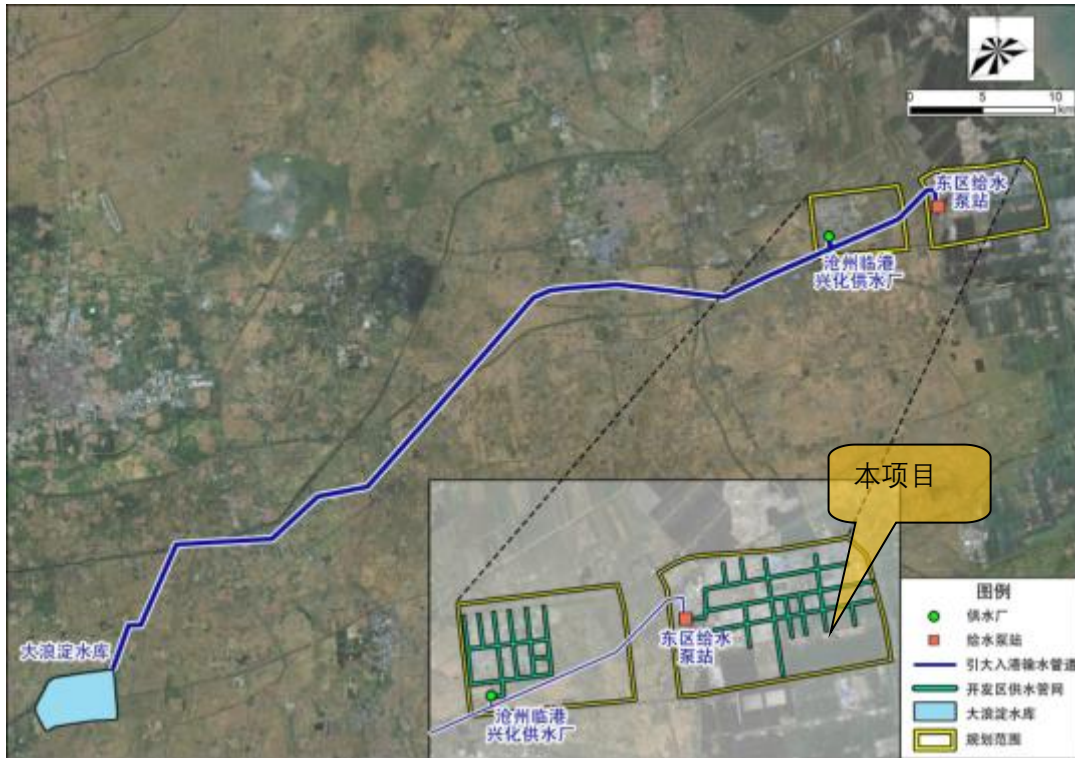 0 5 10
km
东区给水
泵站
沧州临港
兴化供水厂
本项目
大浪淀水库
东区给水
泵站
沧州临港
兴化供水厂
图例
供水厂
给水泵站
引大入港输水管道
开发区供水管网
大浪淀水库
规划范围